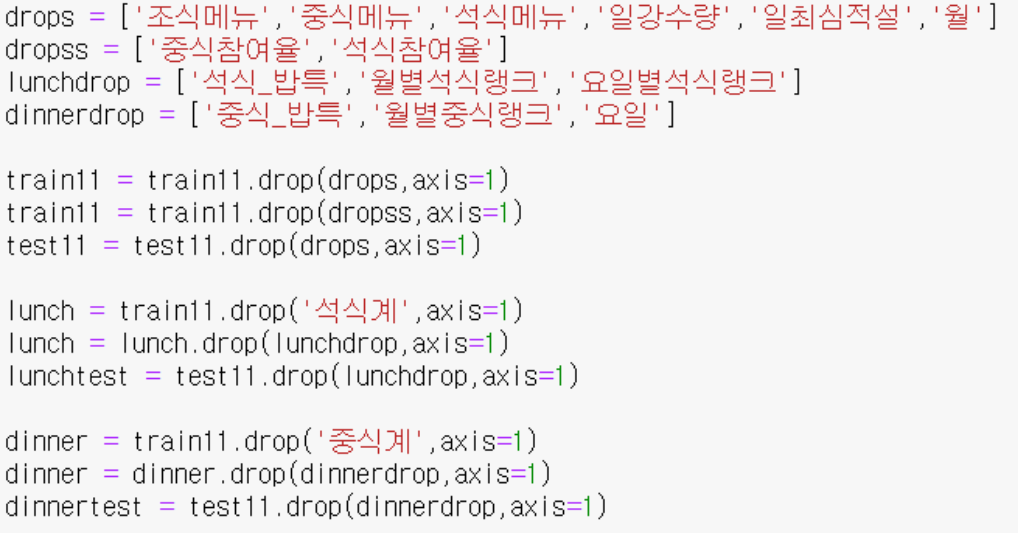 drops = ['조식메뉴','중식메뉴','석식메뉴','일강수량','일최심적설','월']
dropss = ['중식참여율','석식참여율']
lunchdrop = ['석식_밥특','월별석식랭크','요일별석식랭크']
dinnerdrop = ['중식_밥특','월별중식랭크','요일']
train11 = train11.drop(drops,axis=1)
train11 = train11.drop(dropss,axis=1)
test11 = test11.drop(drops,axis=1)
lunch = train11.drop('석식계',axis=1)
lunch = lunch.drop(lunchdrop,axis=1)
lunchtest = test11.drop(lunchdrop,axis=1)
dinner = train11.drop('중식계',axis=1)
dinner = dinner.drop(dinnerdrop,axis=1)
dinnertest = test11.drop(dinnerdrop,axis=1)